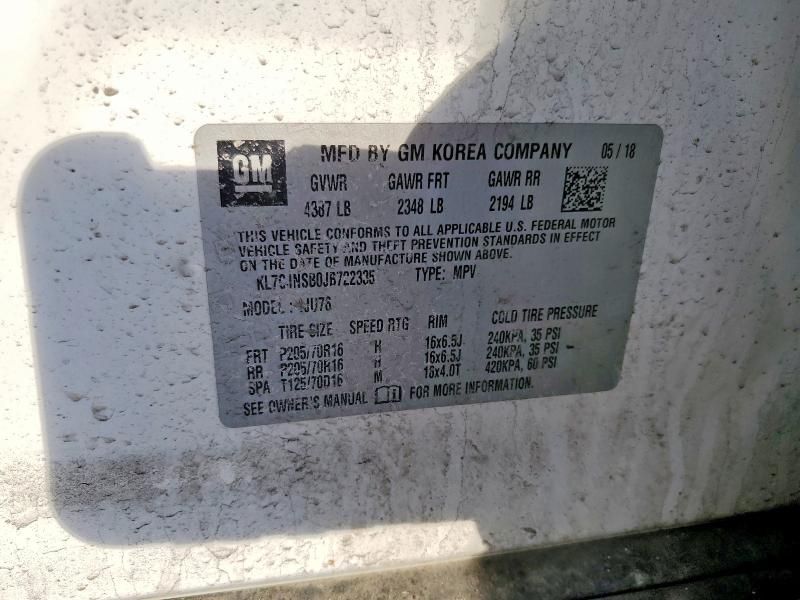 GM MFD BY GM KOREA COMPANY 05 / 18
GVWR GAWR FRT GAWR RR
4387 LB 2348 LB 2194 LB
THIS VEHICLE CONFORMS TO ALL APPLICABLE U.S. FEDERAL MOTOR
VEHICLE SAFETY AND THEFT PREVENTION STANDARDS IN EFFECT
ON THE DATE OF MANUFACTURE SHOWN ABOVE.
KL7CJNSB0JB722335 TYPE: MPV
MODEL: 1JU76
TIRE SIZE SPEED RTG RIM COLD TIRE PRESSURE
FRT P205/70R16 H 16x6.5J 240KPA, 35 PSI
RR P205/70R16 H 16x6.5J 240KPA, 35 PSI
SPA T125/70D16 M 16x4.0T 420KPA, 60 PSI
SEE OWNER'S MANUAL FOR MORE INFORMATION.